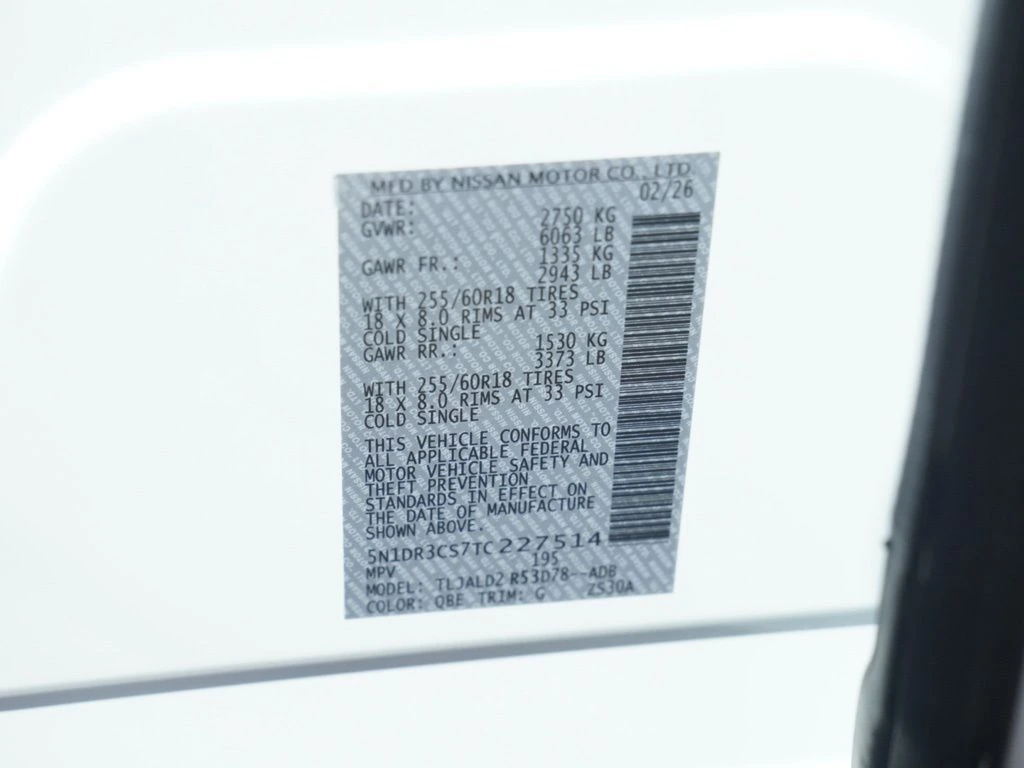 MFD BY NISSAN MOTOR CO., LTD.
DATE: 02/26
GVWR: 2750 KG
6063 LB
GAWR FR.: 1335 KG
2943 LB
WITH 255/60R18 TIRES
18 X 8.0 RIMS AT 33 PSI
COLD SINGLE
GAWR RR.: 1530 KG
3373 LB
WITH 255/60R18 TIRES
18 X 8.0 RIMS AT 33 PSI
COLD SINGLE
THIS VEHICLE CONFORMS TO
ALL APPLICABLE FEDERAL
MOTOR VEHICLE SAFETY AND
THEFT PREVENTION
STANDARDS IN EFFECT ON
THE DATE OF MANUFACTURE
SHOWN ABOVE.
5N1DR3CS7TC227514
MPV 195
MODEL: TLJALD2 R53D78--ADB
COLOR: QBE TRIM: G ZS30A